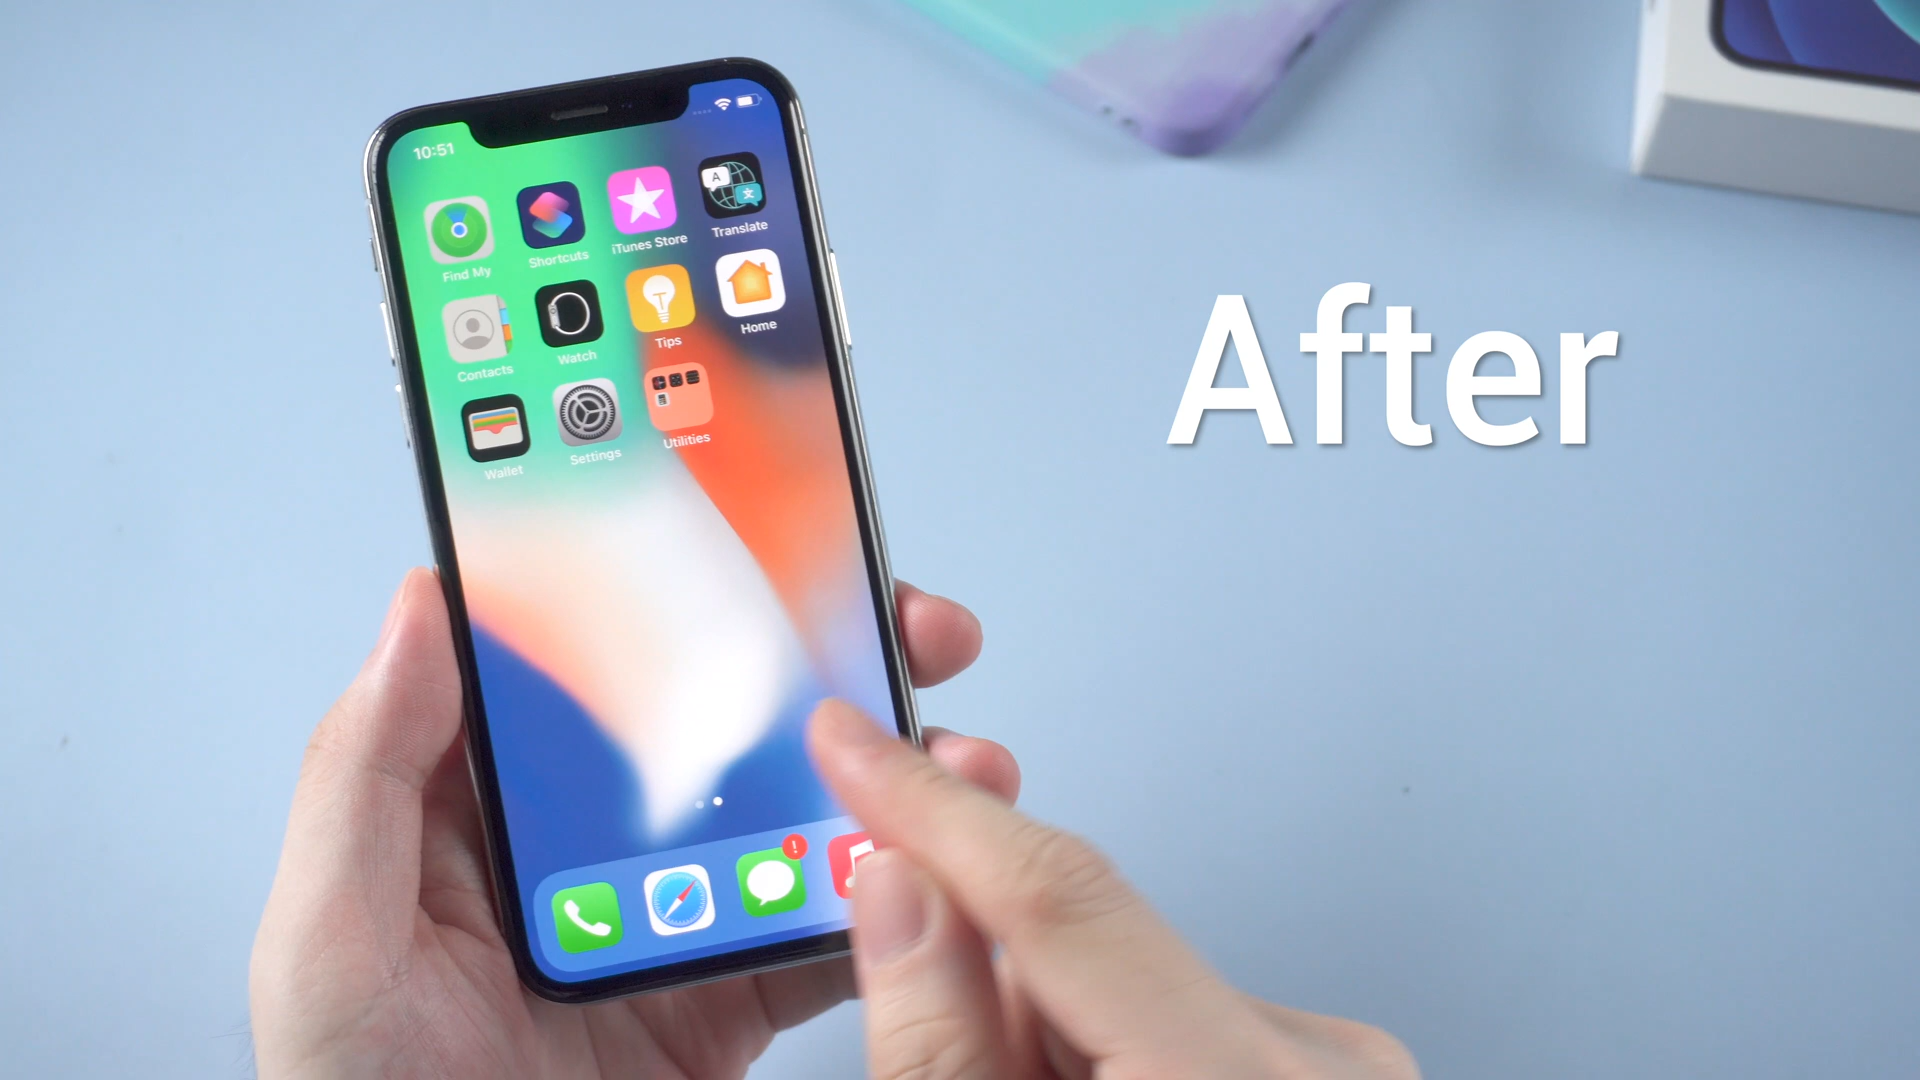 10:51
Find My
Shortcuts
iTunes Store
Translate
Contacts
Watch
Tips
Home
Wallet
Settings
Utilities
After